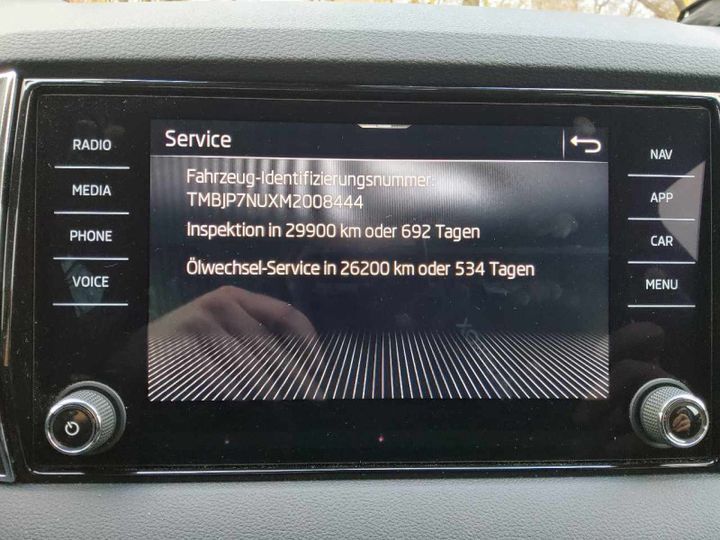 Service
RADIO
MEDIA
PHONE
VOICE
Fahrzeug-Identifizierungsnummer:
TMBJP7NUXM2008444
Inspektion in 29900 km oder 692 Tagen
Ölwechsel-Service in 26200 km oder 534 Tagen
NAV
APP
CAR
MENU